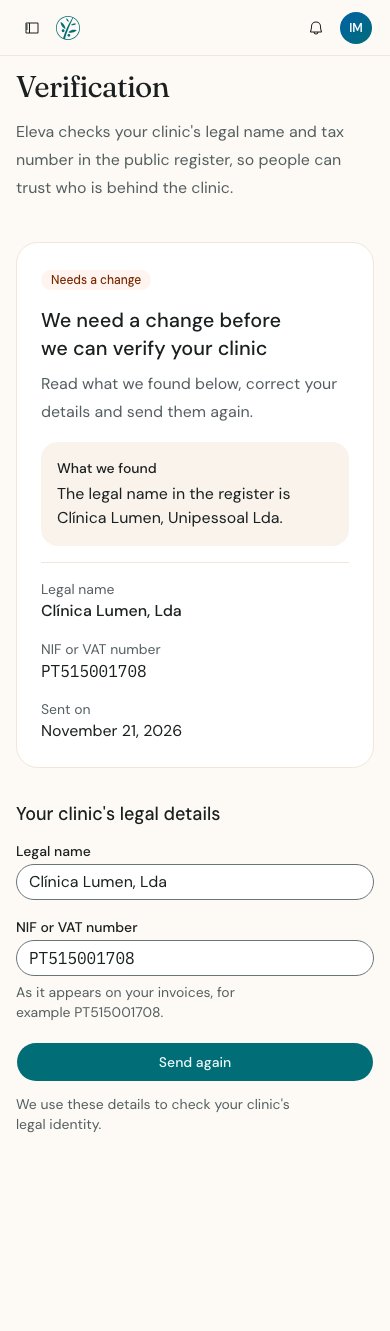 IM
Verification
Eleva checks your clinic's legal name and tax
number in the public register, so people can
trust who is behind the clinic.
Needs a change
We need a change before
we can verify your clinic
Read what we found below, correct your
details and send them again.
What we found
The legal name in the register is
Clínica Lumen, Unipessoal Lda.
Legal name
Clínica Lumen, Lda
NIF or VAT number
PT515001708
Sent on
November 21, 2026
Your clinic's legal details
Legal name
Clínica Lumen, Lda
NIF or VAT number
PT515001708
As it appears on your invoices, for
example PT515001708.
Send again
We use these details to check your clinic's
legal identity.